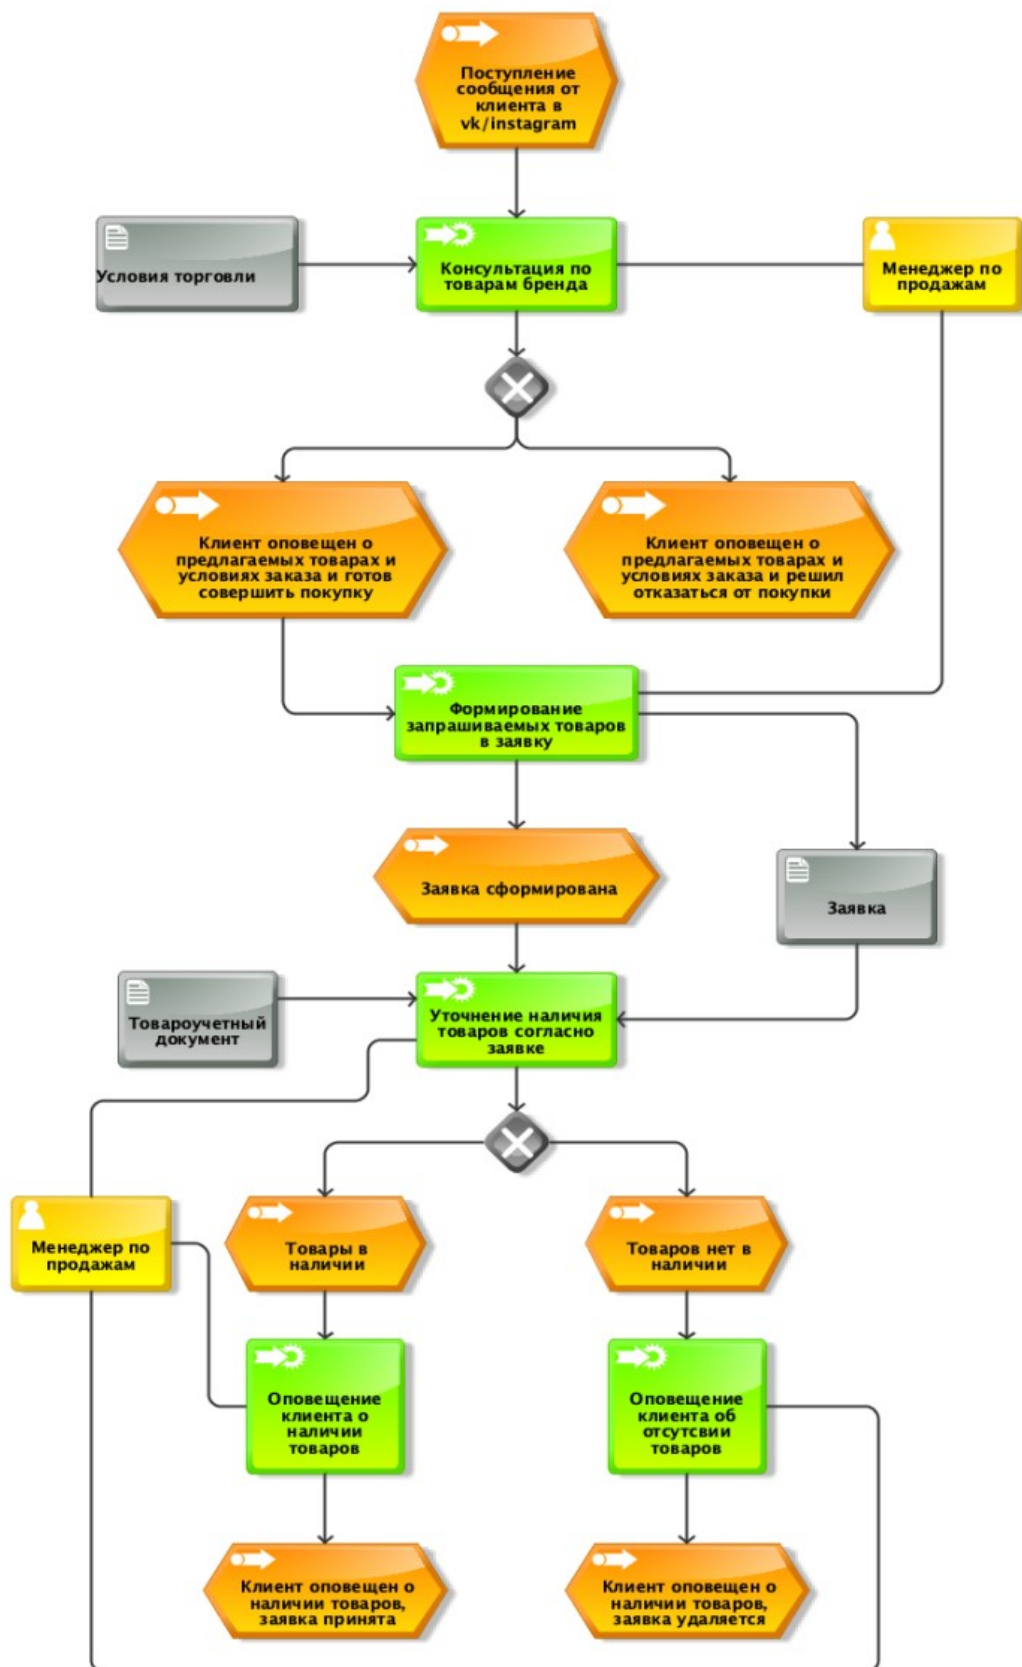 Поступление
сообщения от
клиента в
vk/instagram
Условия торговли
Консультация по
товарам бренда
Менеджер по
продажам
Клиент оповещен о
предлагаемых товарах и
условиях заказа и готов
совершить покупку
Клиент оповещен о
предлагаемых товарах и
условиях заказа и решил
отказаться от покупки
Формирование
запрашиваемых товаров
в заявку
Заявка сформирована
Заявка
Товароучетный
документ
Уточнение наличия
товаров согласно
заявке
Менеджер по
продажам
Товары в
наличии
Товаров нет в
наличии
Оповещение
клиента о
наличии
товаров
Оповещение
клиента об
отсутсвии
товаров
Клиент оповещен о
наличии товаров,
заявка принята
Клиент оповещен о
наличии товаров,
заявка удаляется